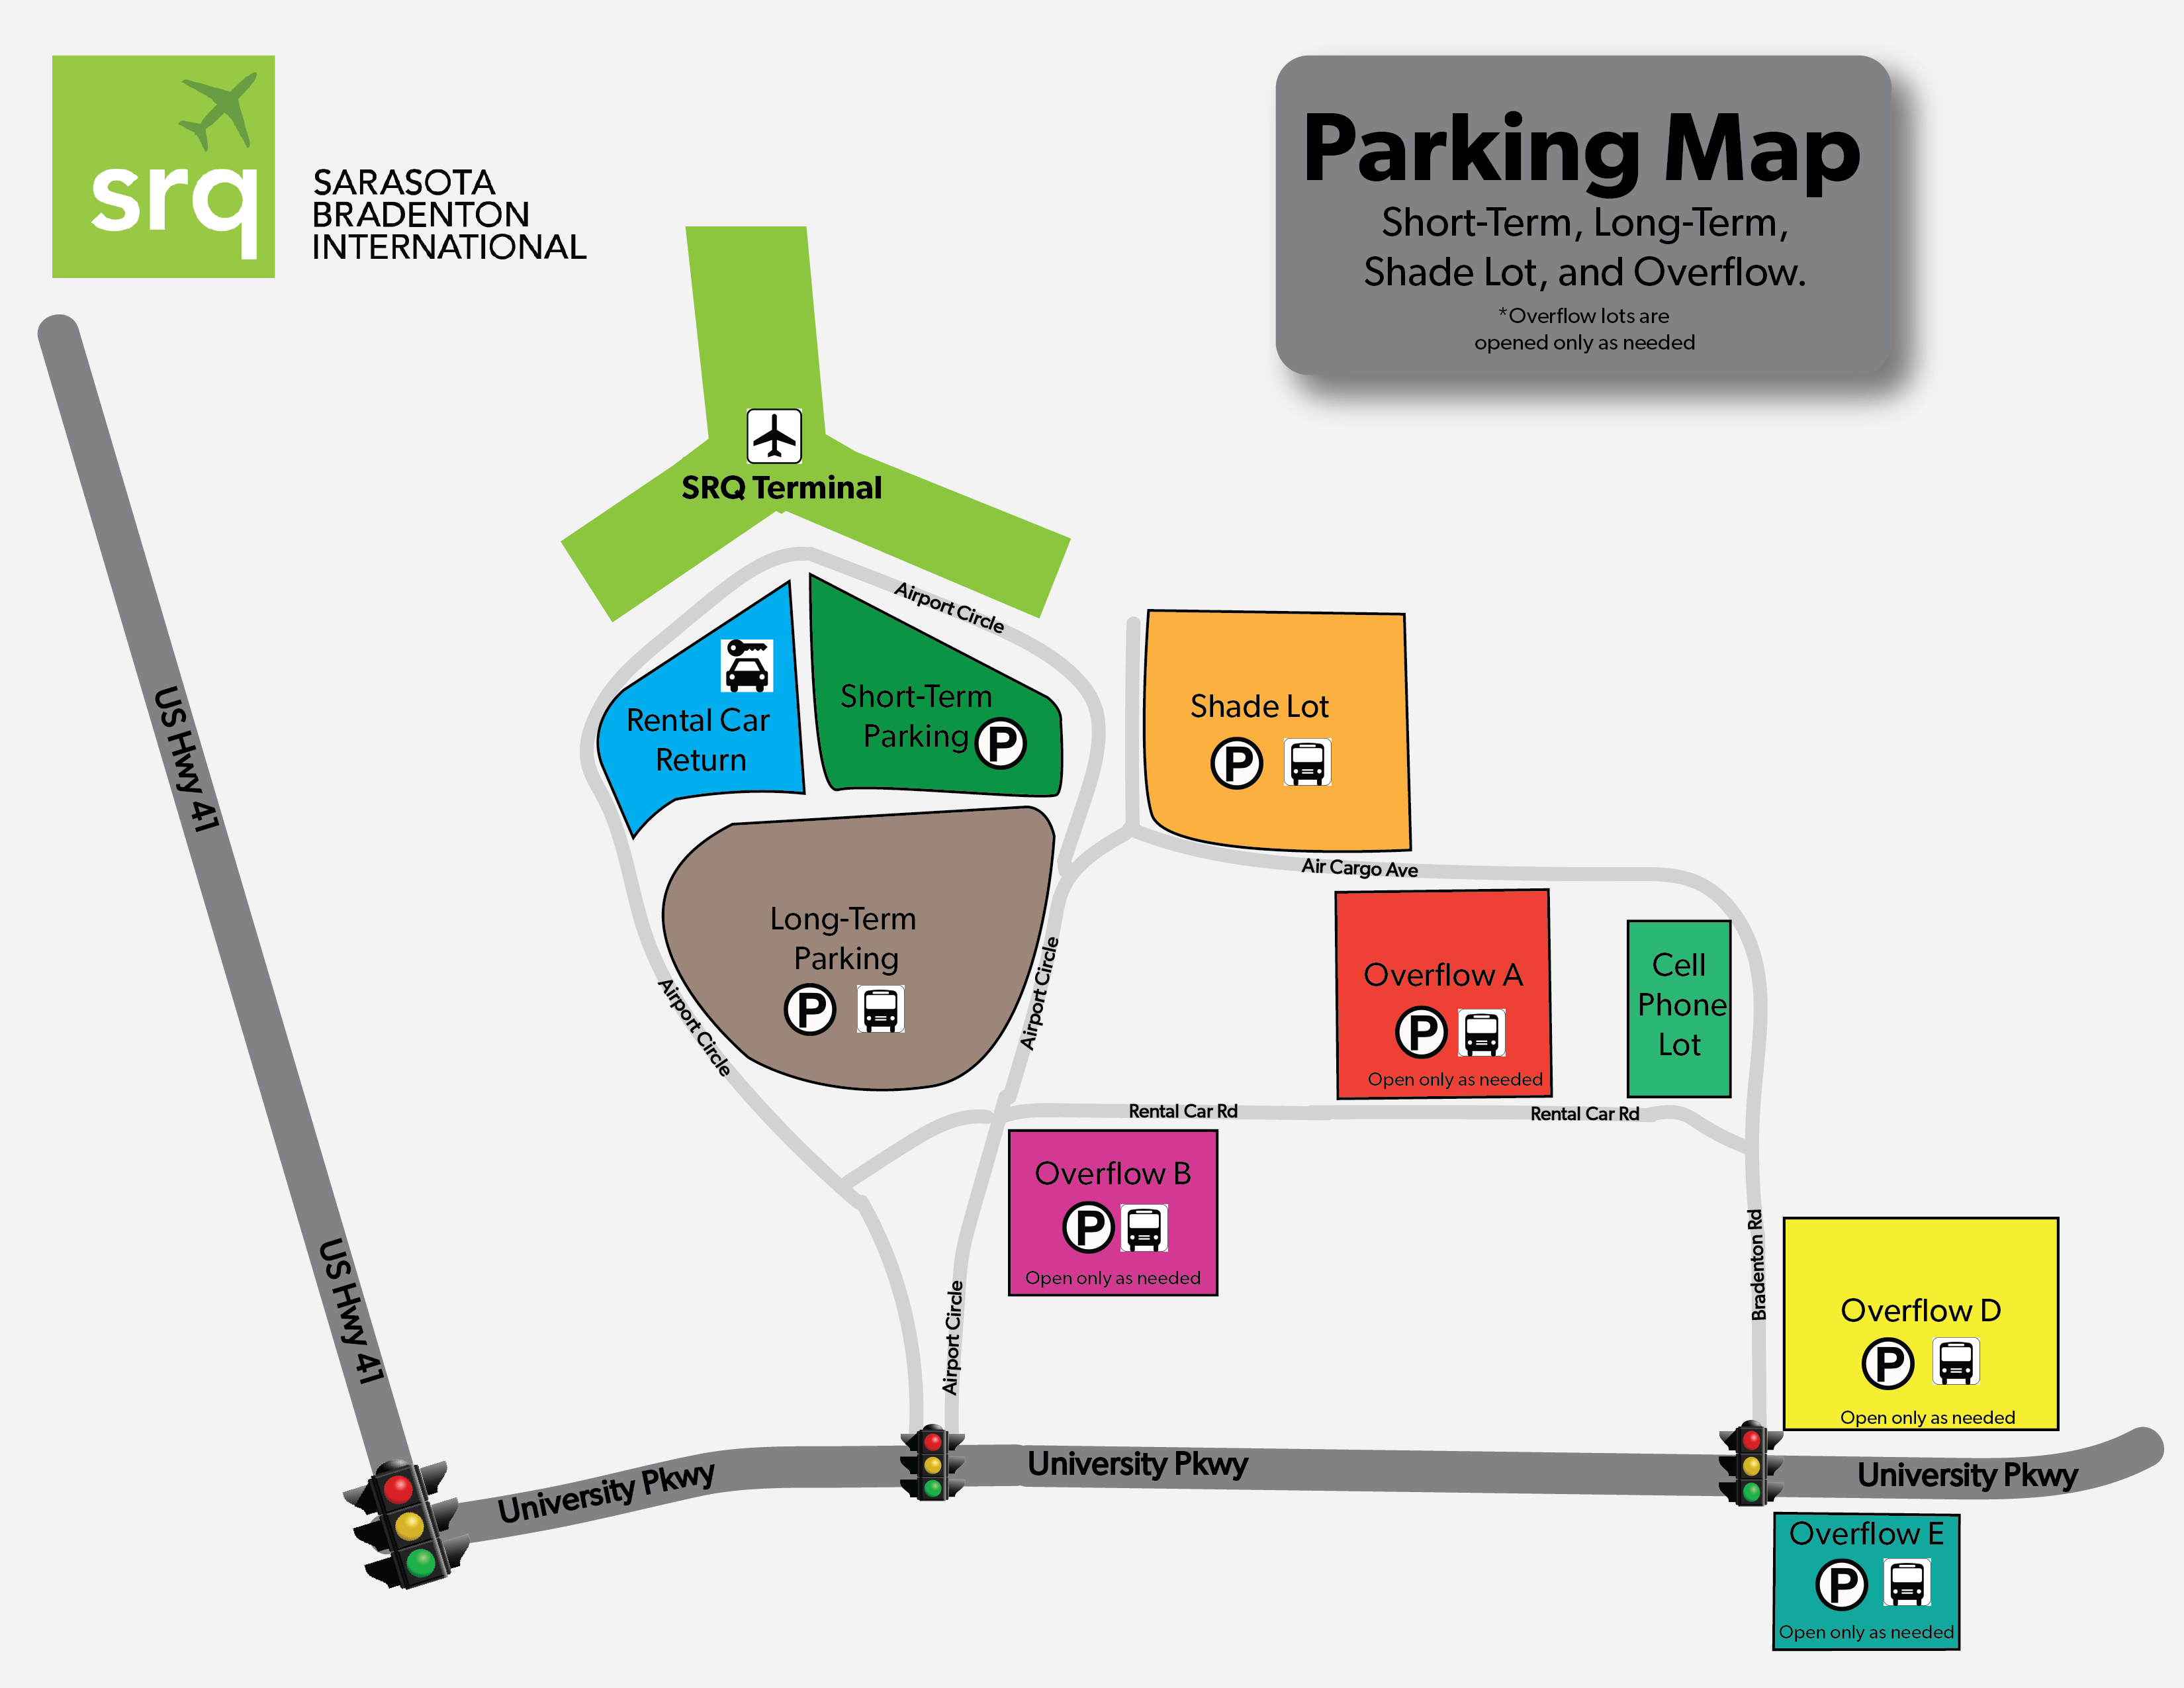 srq
SARASOTA
BRADENTON
INTERNATIONAL
Parking Map
Short-Term, Long-Term,
Shade Lot, and Overflow.
*Overflow lots are
opened only as needed
SRQ Terminal
Airport Circle
US Hwy 41
Rental Car
Return
Short-Term
Parking P
Shade Lot
P
Air Cargo Ave
Long-Term
Parking
P
Airport Circle
Airport Circle
Overflow A
P
Open only as needed
Cell
Phone
Lot
Rental Car Rd
Rental Car Rd
Overflow B
P
Open only as needed
US Hwy 41
Airport Circle
Bradenton Rd
Overflow D
P
Open only as needed
University Pkwy
University Pkwy
University Pkwy
Overflow E
P
Open only as needed